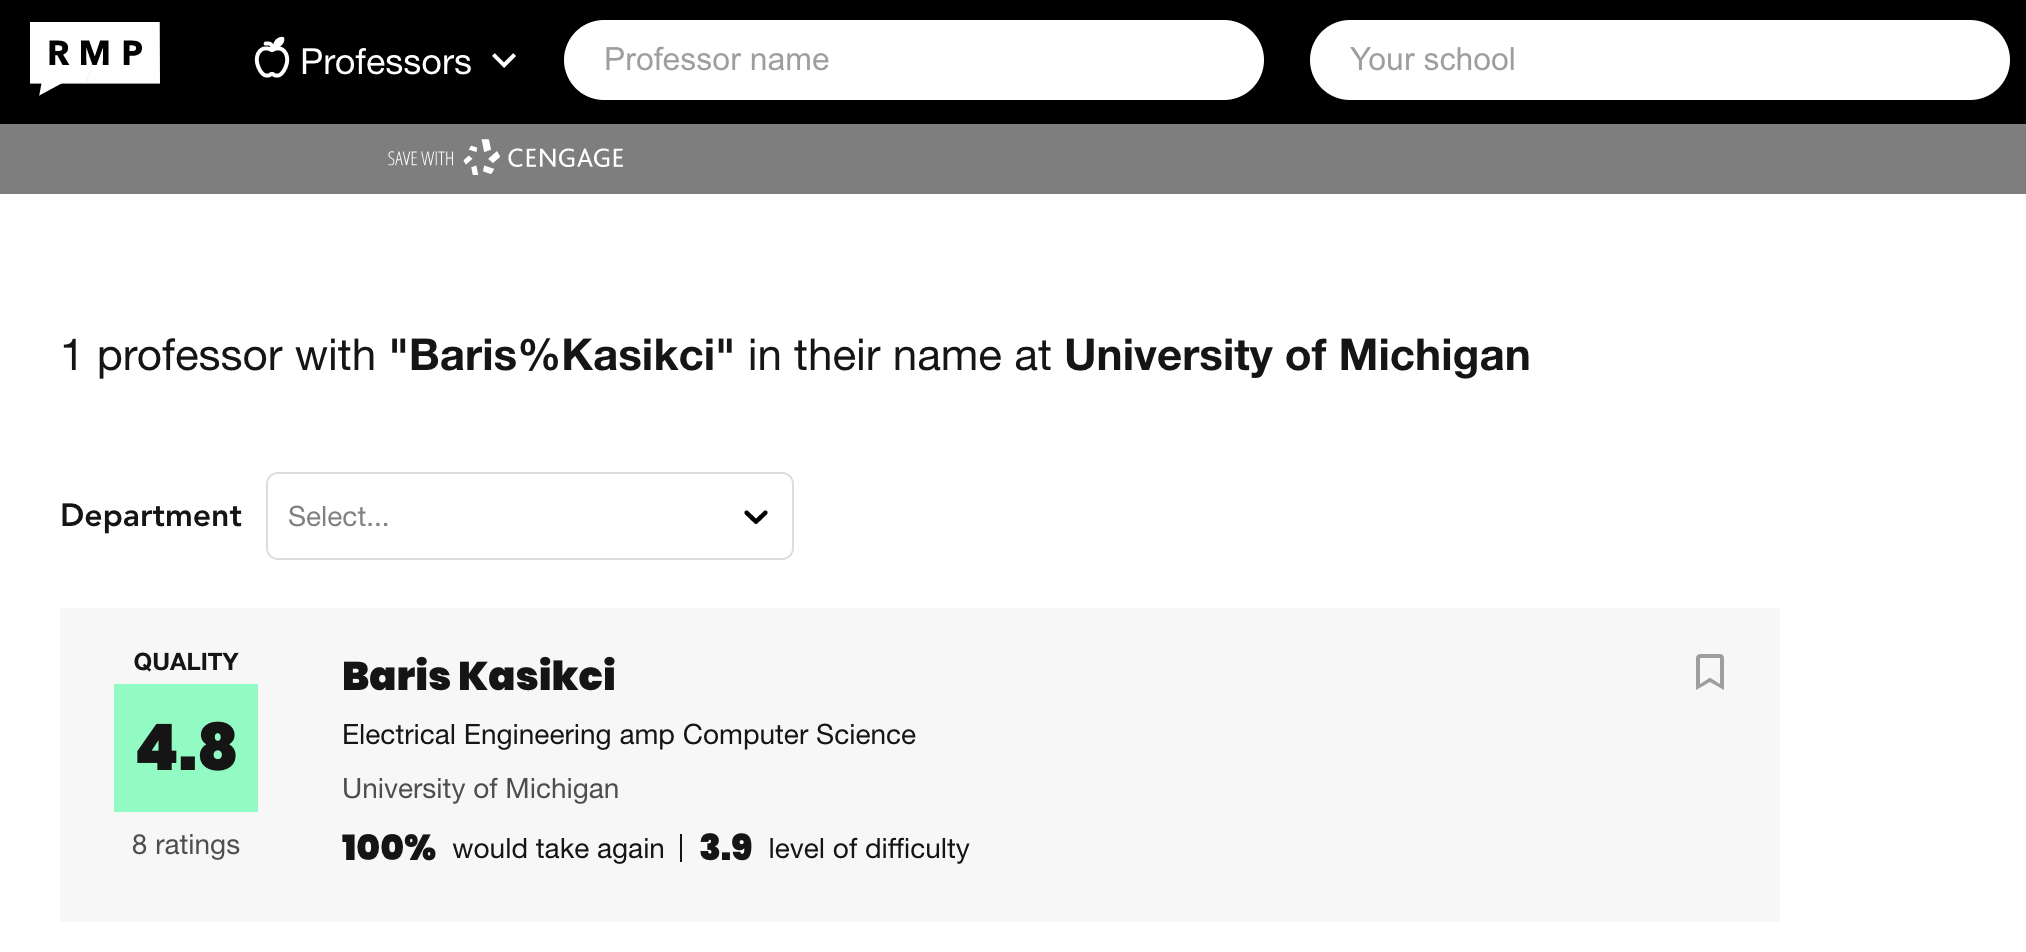 RMP Professors Professor name Your school
SAVE WITH CENGAGE
1 professor with "Baris%Kasikci" in their name at University of Michigan
Department Select...
QUALITY
4.8
8 ratings
Baris Kasikci
Electrical Engineering amp Computer Science
University of Michigan
100% would take again | 3.9 level of difficulty